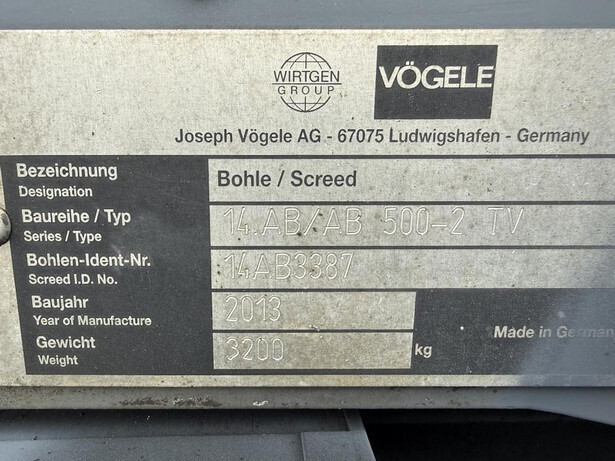 WIRTGEN
GROUP
VÖGELE
Joseph Vögele AG - 67075 Ludwigshafen - Germany
Bezeichnung
Designation
Bohle / Screed
Baureihe / Typ
Series / Type
14.AB/AB 500-2 TV
Bohlen-Ident-Nr.
Screed I.D. No.
14AB3387
Baujahr
Year of Manufacture
2013
Gewicht
Weight
3200 kg
Made in German